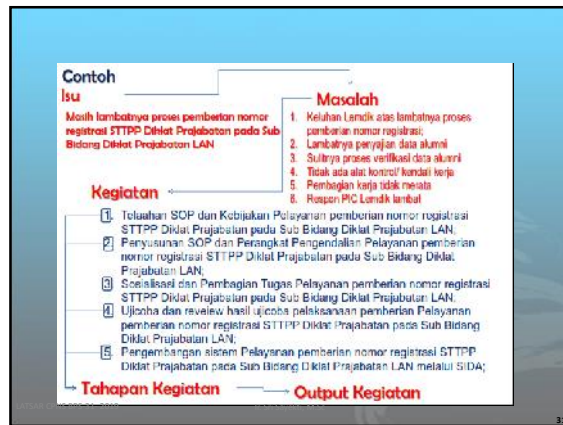 Contoh
Isu
Masih lambatnya proses pemberian nomor
registrasi STTPP Diklat Prajabatan pada Sub
Bidang Diklat Prajabatan LAN
Masalah
1. Keluhan Lemdik atas lambatnya proses
pemberian nomor registrasi;
2. Lambatnya penyajian data alumni
3. Sulitnya proses verifikasi data alumni
4. Tidak ada alat kontrol/ kendali kerja
5. Pembagian kerja tidak merata
6. Respon PIC Lemdik lambat
Kegiatan
1. Telaahan SOP dan Kebijakan Pelayanan pemberian nomor registrasi
STTPP Diklat Prajabatan pada Sub Bidang Diklat Prajabatan LAN;
2. Penyusunan SOP dan Perangkat Pengendalian Pelayanan pemberian
nomor registrasi STTPP Diklat Prajabatan pada Sub Bidang Diklat
Prajabatan LAN;
3. Sosialisasi dan Pembagian Tugas Pelayanan pemberian nomor registrasi
STTPP Diklat Prajabatan pada Sub Bidang Diklat Prajabatan LAN;
4. Ujicoba dan reveiew hasil ujicoba pelaksanaan pemberian Pelayanan
pemberian nomor registrasi STTPP Diklat Prajabatan pada Sub Bidang
Diklat Prajabatan LAN;
5. Pengembangan sistem Pelayanan pemberian nomor registrasi STTPP
Diklat Prajabatan pada Sub Bidang Diklat Prajabatan LAN melalui SIDA;
Tahapan Kegiatan
Output Kegiatan